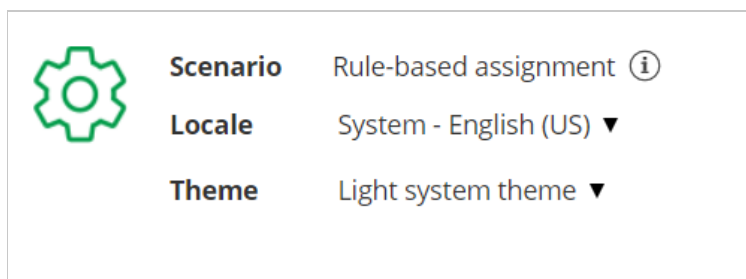 Scenario Rule-based assignment i
Locale System - English (US) ▼
Theme Light system theme ▼